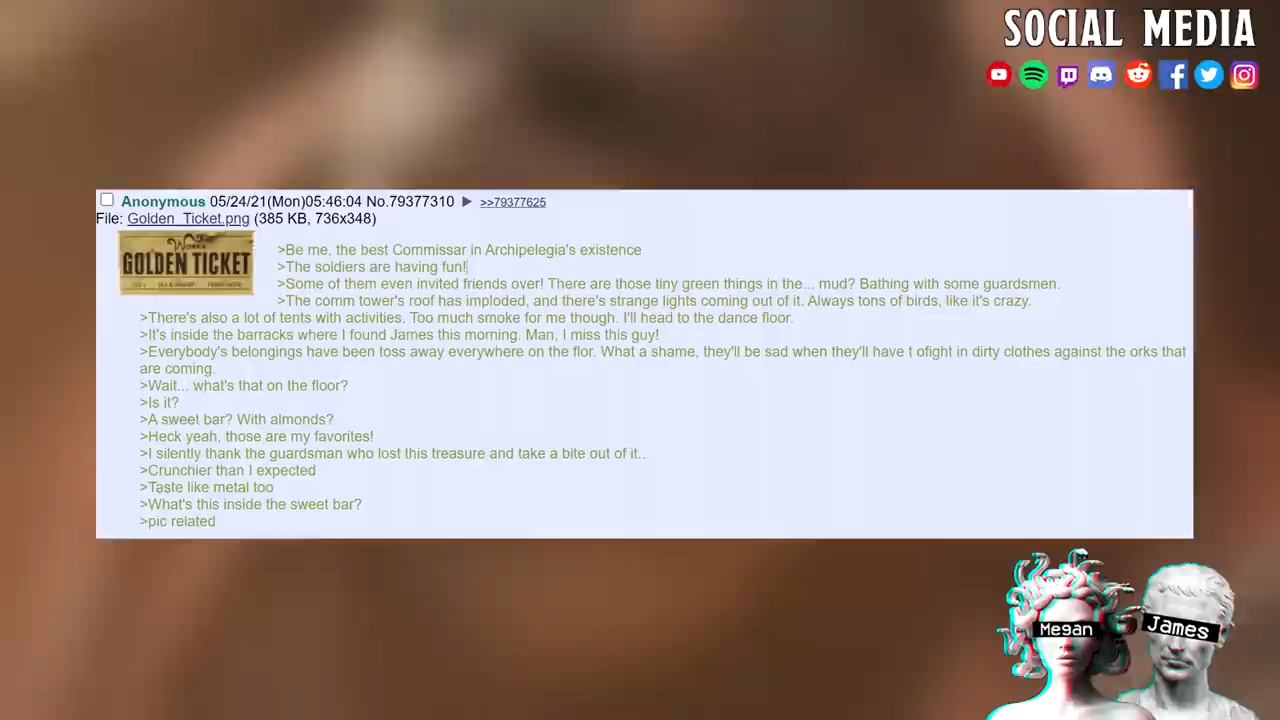 SOCIAL MEDIA
Anonymous 05/24/21(Mon)05:46:04 No.79377310 ▶ >>79377625
File: Golden_Ticket.png (385 KB, 736x348)
GOLDEN TICKET
>Be me, the best Commissar in Archipelegia's existence
>The soldiers are having fun!
>Some of them even invited friends over! There are those tiny green things in the... mud? Bathing with some guardsmen.
>The comm tower's roof has imploded, and there's strange lights coming out of it. Always tons of birds, like it's crazy.
>There's also a lot of tents with activities. Too much smoke for me though. I'll head to the dance floor.
>It's inside the barracks where I found James this morning. Man, I miss this guy!
>Everybody's belongings have been toss away everywhere on the flor. What a shame, they'll be sad when they'll have t ofight in dirty clothes against the orks that
are coming.
>Wait... what's that on the floor?
>Is it?
>A sweet bar? With almonds?
>Heck yeah, those are my favorites!
>I silently thank the guardsman who lost this treasure and take a bite out of it..
>Crunchier than I expected
>Taste like metal too
>What's this inside the sweet bar?
>pic related
Megan
James